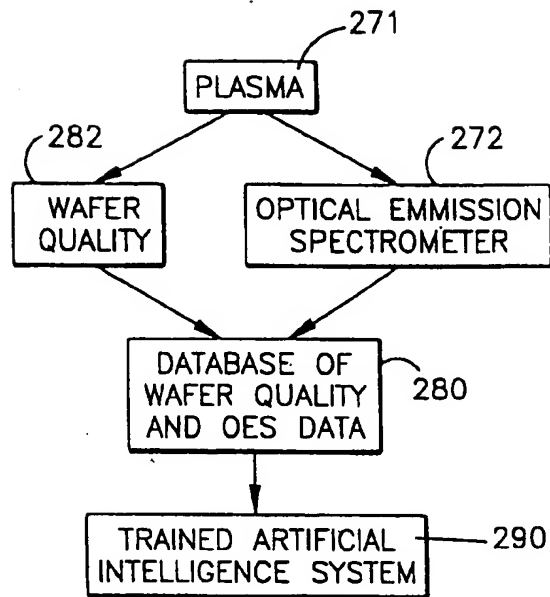 271
PLASMA
282
272
WAFER
QUALITY
OPTICAL EMMISSION
SPECTROMETER
DATABASE OF
WAFER QUALITY
AND OES DATA
280
TRAINED ARTIFICIAL
INTELLIGENCE SYSTEM
290